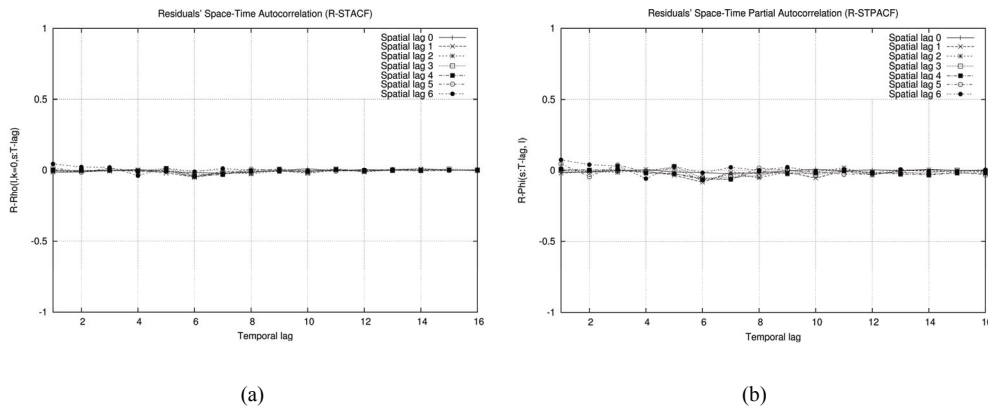 Residuals' Space-Time Autocorrelation (R-STACF)
1
0.5
0
-0.5
-1
R-Rho(l,k=0,s:T-lag)
Spatial lag 0
Spatial lag 1
Spatial lag 2
Spatial lag 3
Spatial lag 4
Spatial lag 5
Spatial lag 6
2 4 6 8 10 12 14 16
Temporal lag
(a)
Residuals' Space-Time Partial Autocorrelation (R-STPACF)
1
0.5
0
-0.5
-1
R-Phi(s:T-lag, l)
Spatial lag 0
Spatial lag 1
Spatial lag 2
Spatial lag 3
Spatial lag 4
Spatial lag 5
Spatial lag 6
2 4 6 8 10 12 14 16
Temporal lag
(b)